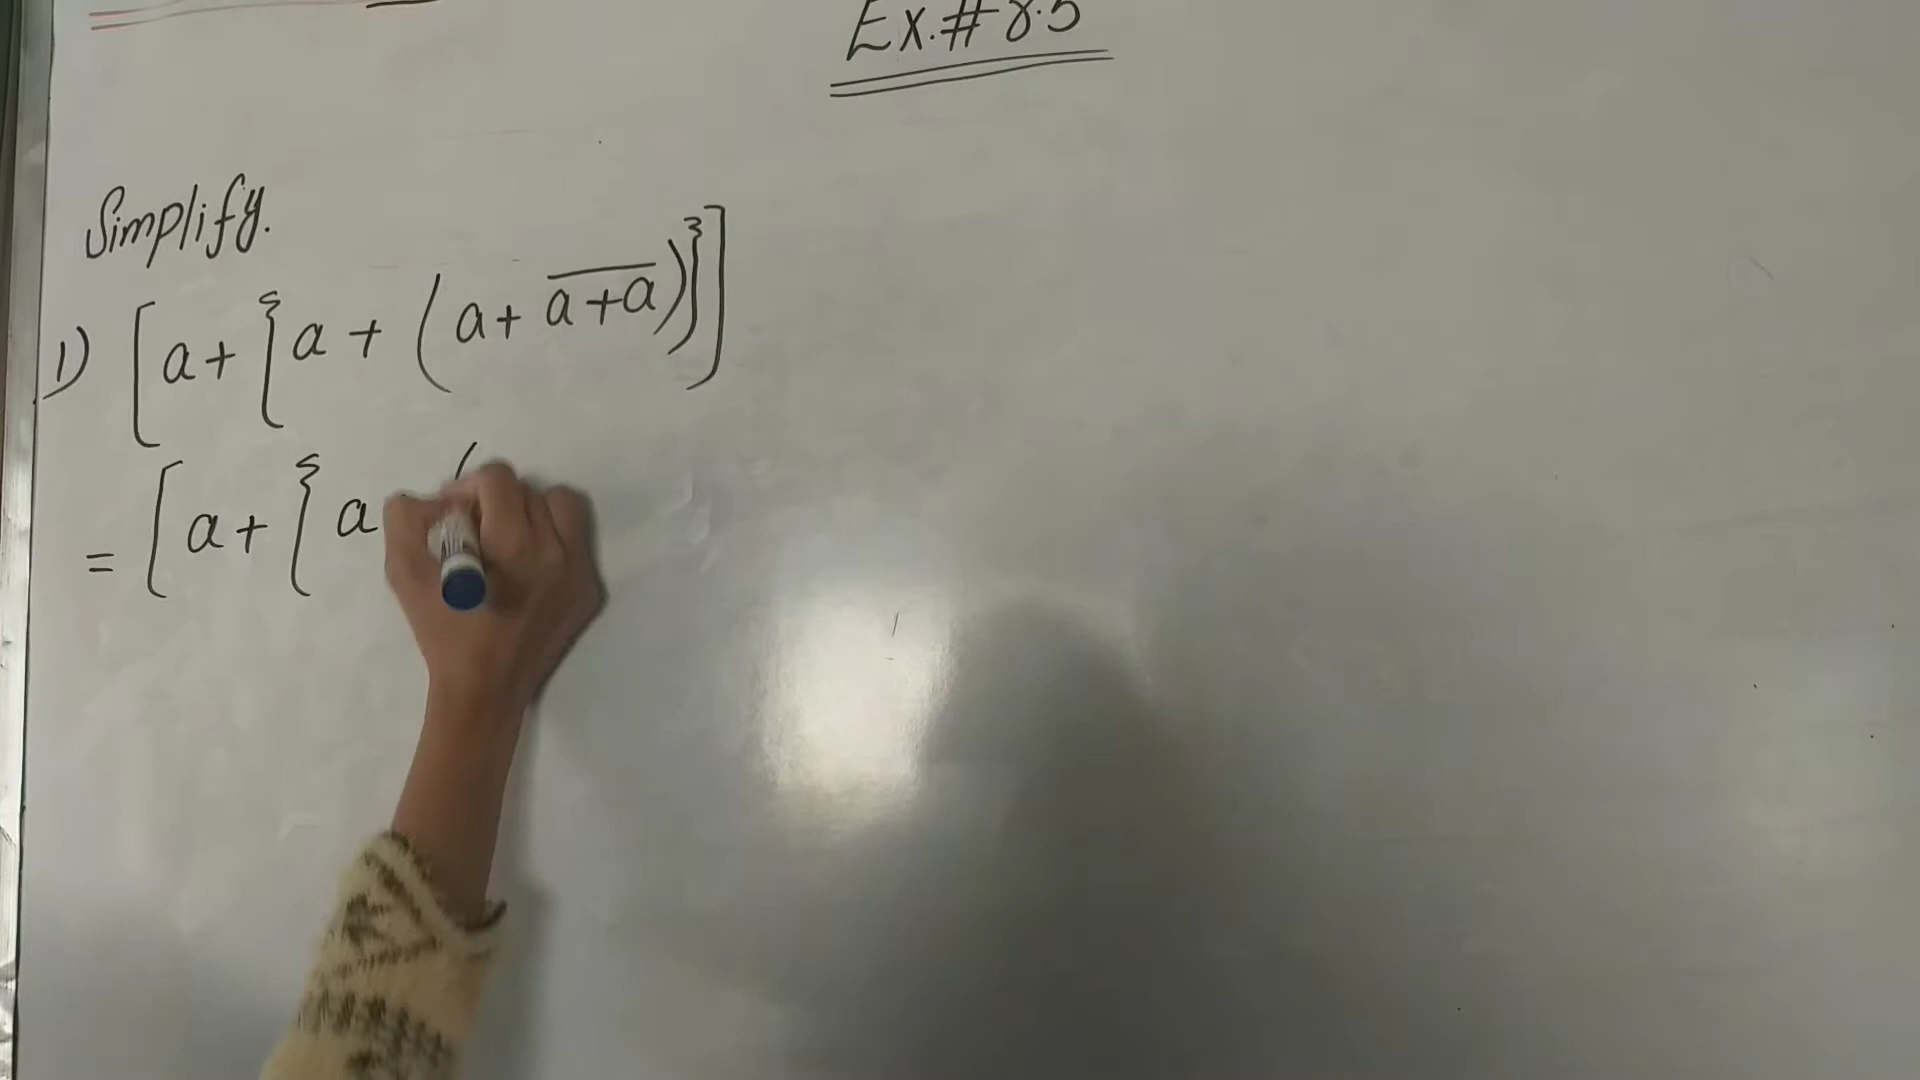 Ex.# 8.5
Simplify.
1) [a+{a+(a+a̅+̅a̅)}]
= [a+{a (